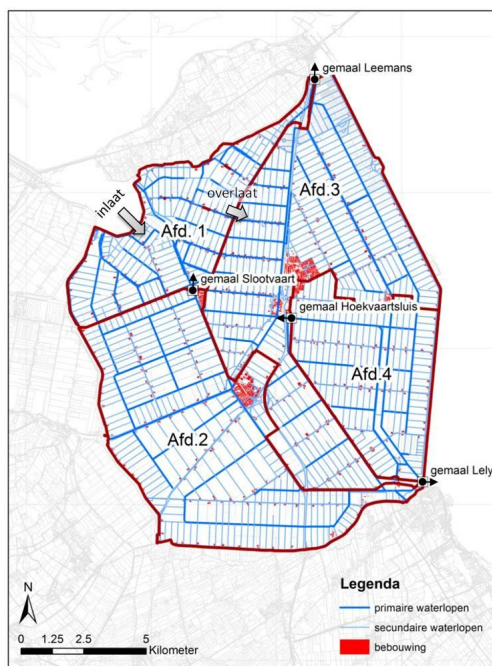 gemaal Leemans
overlaat
Afd.3
inlaat
Afd. 1
gemaal Slootvaart
gemaal Hoekvaartsluis
Afd.4
Afd.2
gemaal Lely
N
Legenda
primaire waterlopen
secundaire waterlopen
bebouwing
0 1.25 2.5 5
Kilometer